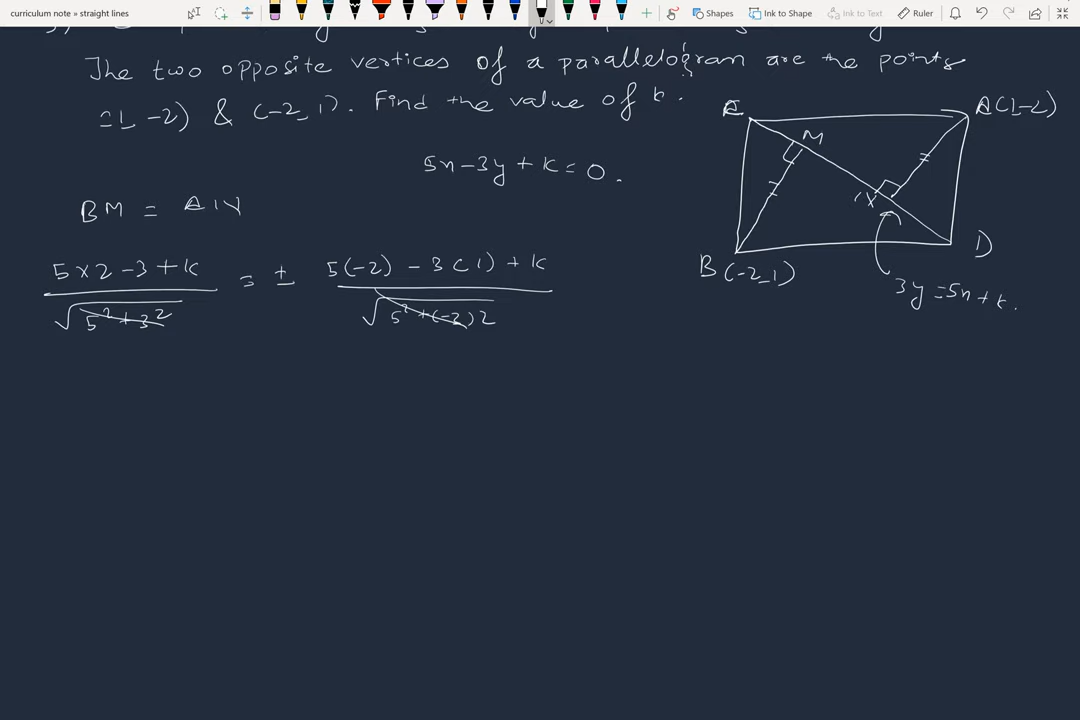 curriculum note » straight lines
Shapes
Ink to Shape
Ink to Text
Ruler
The two opposite vertices of a parallelogram are the points
(1, -2) & (-2, 1). Find the value of k.
A(1,-2)
M
5x - 3y + k = 0.
BM = AN
N
D
B(-2,1)
3y = 5x + k.
5×2 - 3 + k / √5² + 3² = ± 5(-2) - 3(1) + k / √5² + (-3)2